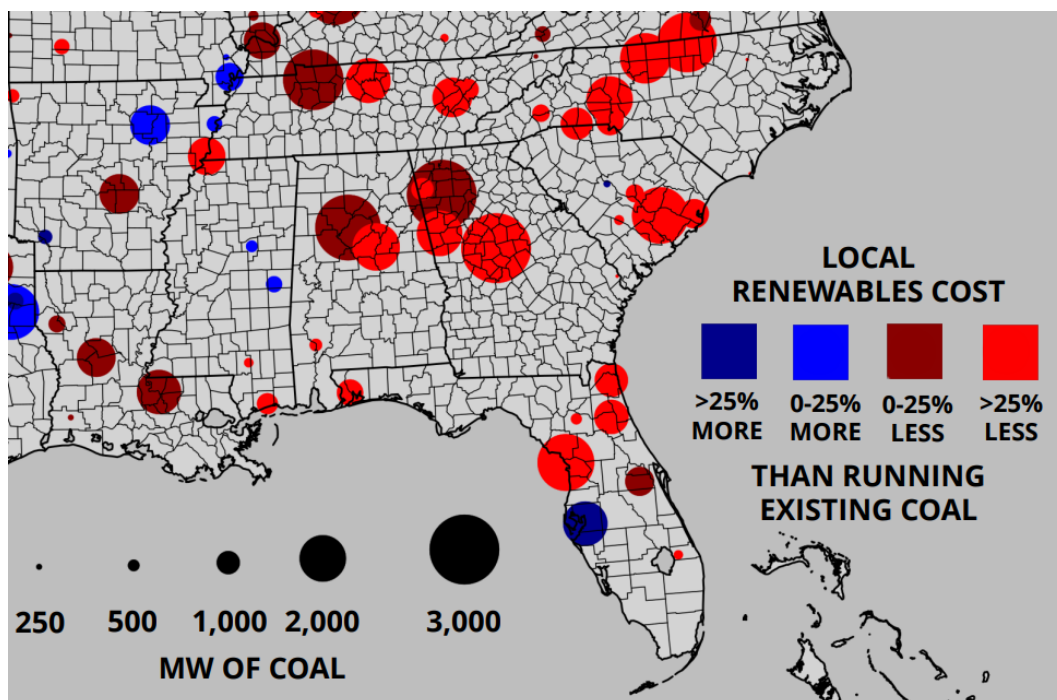 LOCAL
RENEWABLES COST
>25%
MORE
0-25%
MORE
0-25%
LESS
>25%
LESS
THAN RUNNING
EXISTING COAL
250
500
1,000
2,000
3,000
MW OF COAL